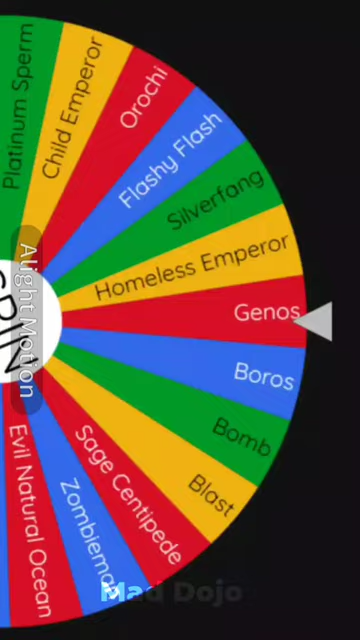 Platinum Sperm
Child Emperor
Orochi
Flashy Flash
Silverfang
Homeless Emperor
Genos
Boros
Bomb
Blast
Sage Centipede
Zombieman
Evil Natural Ocean
SPIN
Alight Motion
Mad Dojo